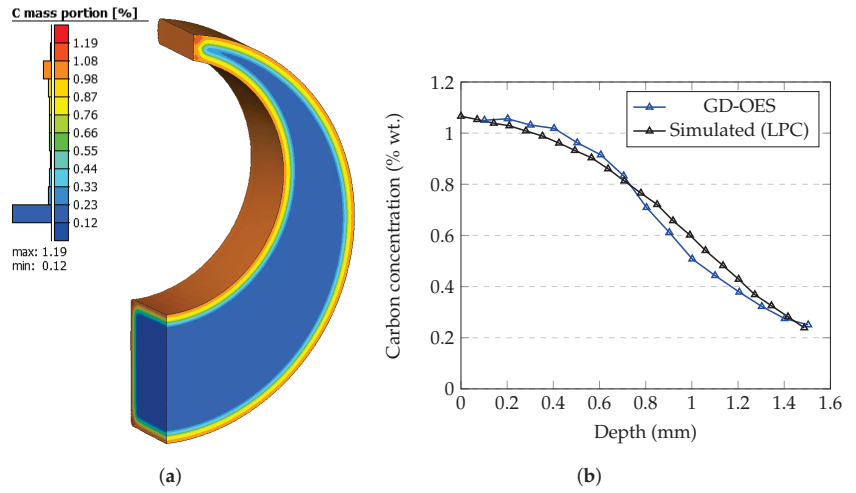 C mass portion [%]
1.19
1.08
0.98
0.87
0.76
0.66
0.55
0.44
0.33
0.23
0.12
max: 1.19
min: 0.12
(a)
1.2
1
0.8
0.6
0.4
0.2
0
Carbon concentration (% wt.)
GD-OES
Simulated (LPC)
0 0.2 0.4 0.6 0.8 1 1.2 1.4 1.6
Depth (mm)
(b)